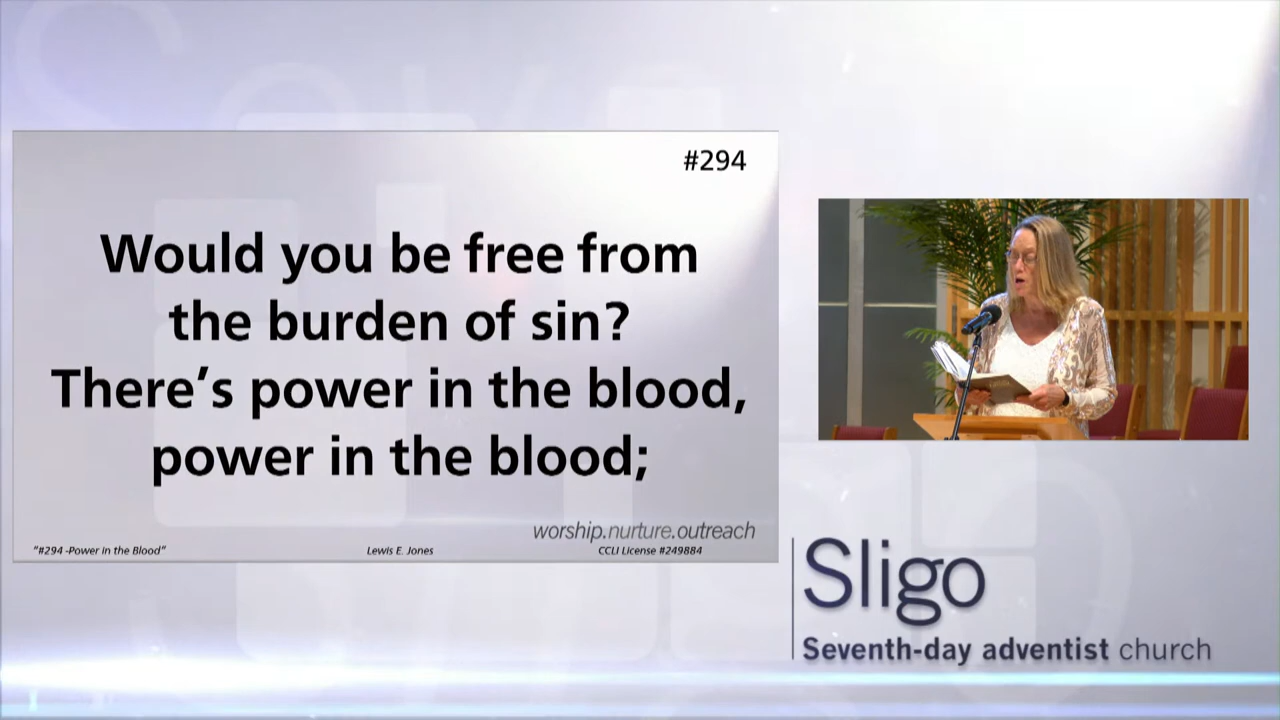 #294
Would you be free from
the burden of sin?
There's power in the blood,
power in the blood;
worship.nurture.outreach
"#294 -Power in the Blood"
Lewis E. Jones
CCLI License #249884
Sligo
Seventh-day adventist church